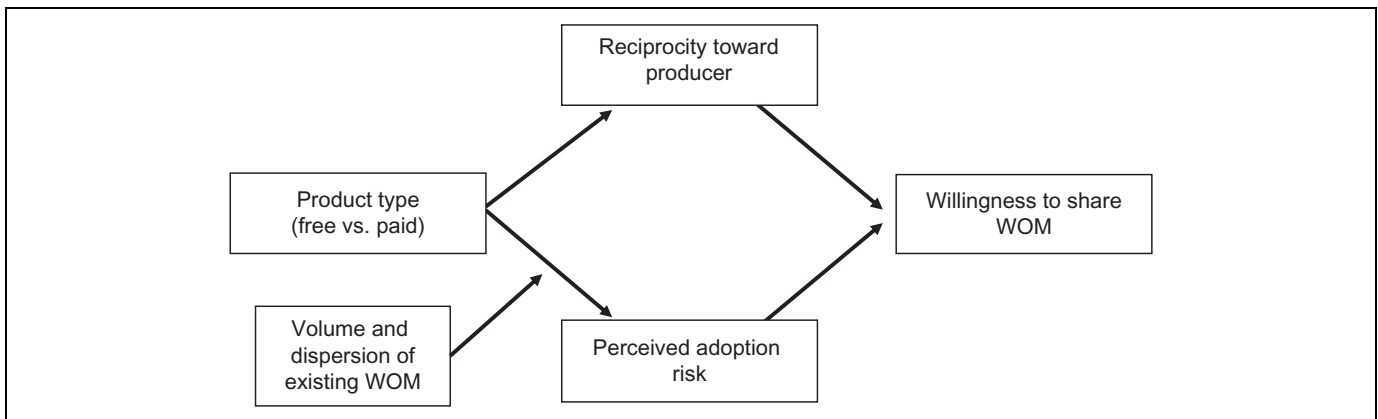 Reciprocity toward
producer
Product type
(free vs. paid)
Willingness to share
WOM
Volume and
dispersion of
existing WOM
Perceived adoption
risk